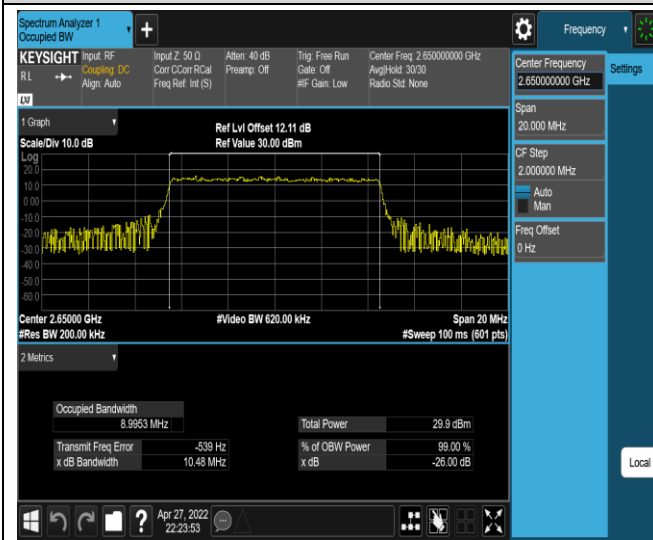 Spectrum Analyzer 1
Occupied BW
+
Frequency
KEYSIGHT
Input: RF
Coupling: DC
Align: Auto
RL
LXI
Input Z: 50 Ω
Corr CCorr RCal
Freq Ref: Int (S)
Atten: 40 dB
Preamp: Off
Trig: Free Run
Gate: Off
#IF Gain: Low
Center Freq: 2.650000000 GHz
Avg|Hold: 30/30
Radio Std: None
Center Frequency
2.650000000 GHz
Settings
Span
20.000 MHz
CF Step
2.000000 MHz
Auto
Man
Freq Offset
0 Hz
1 Graph
Scale/Div 10.0 dB
Ref Lvl Offset 12.11 dB
Ref Value 30.00 dBm
Log
20.0
10.0
0.00
-10.0
-20.0
-30.0
-40.0
-50.0
-60.0
Center 2.65000 GHz
#Res BW 200.00 kHz
#Video BW 620.00 kHz
Span 20 MHz
#Sweep 100 ms (601 pts)
2 Metrics
Occupied Bandwidth
8.9953 MHz
Total Power 29.9 dBm
Transmit Freq Error -539 Hz
% of OBW Power 99.00 %
x dB Bandwidth 10.48 MHz
x dB -26.00 dB
Local
?
Apr 27, 2022
22:23:53